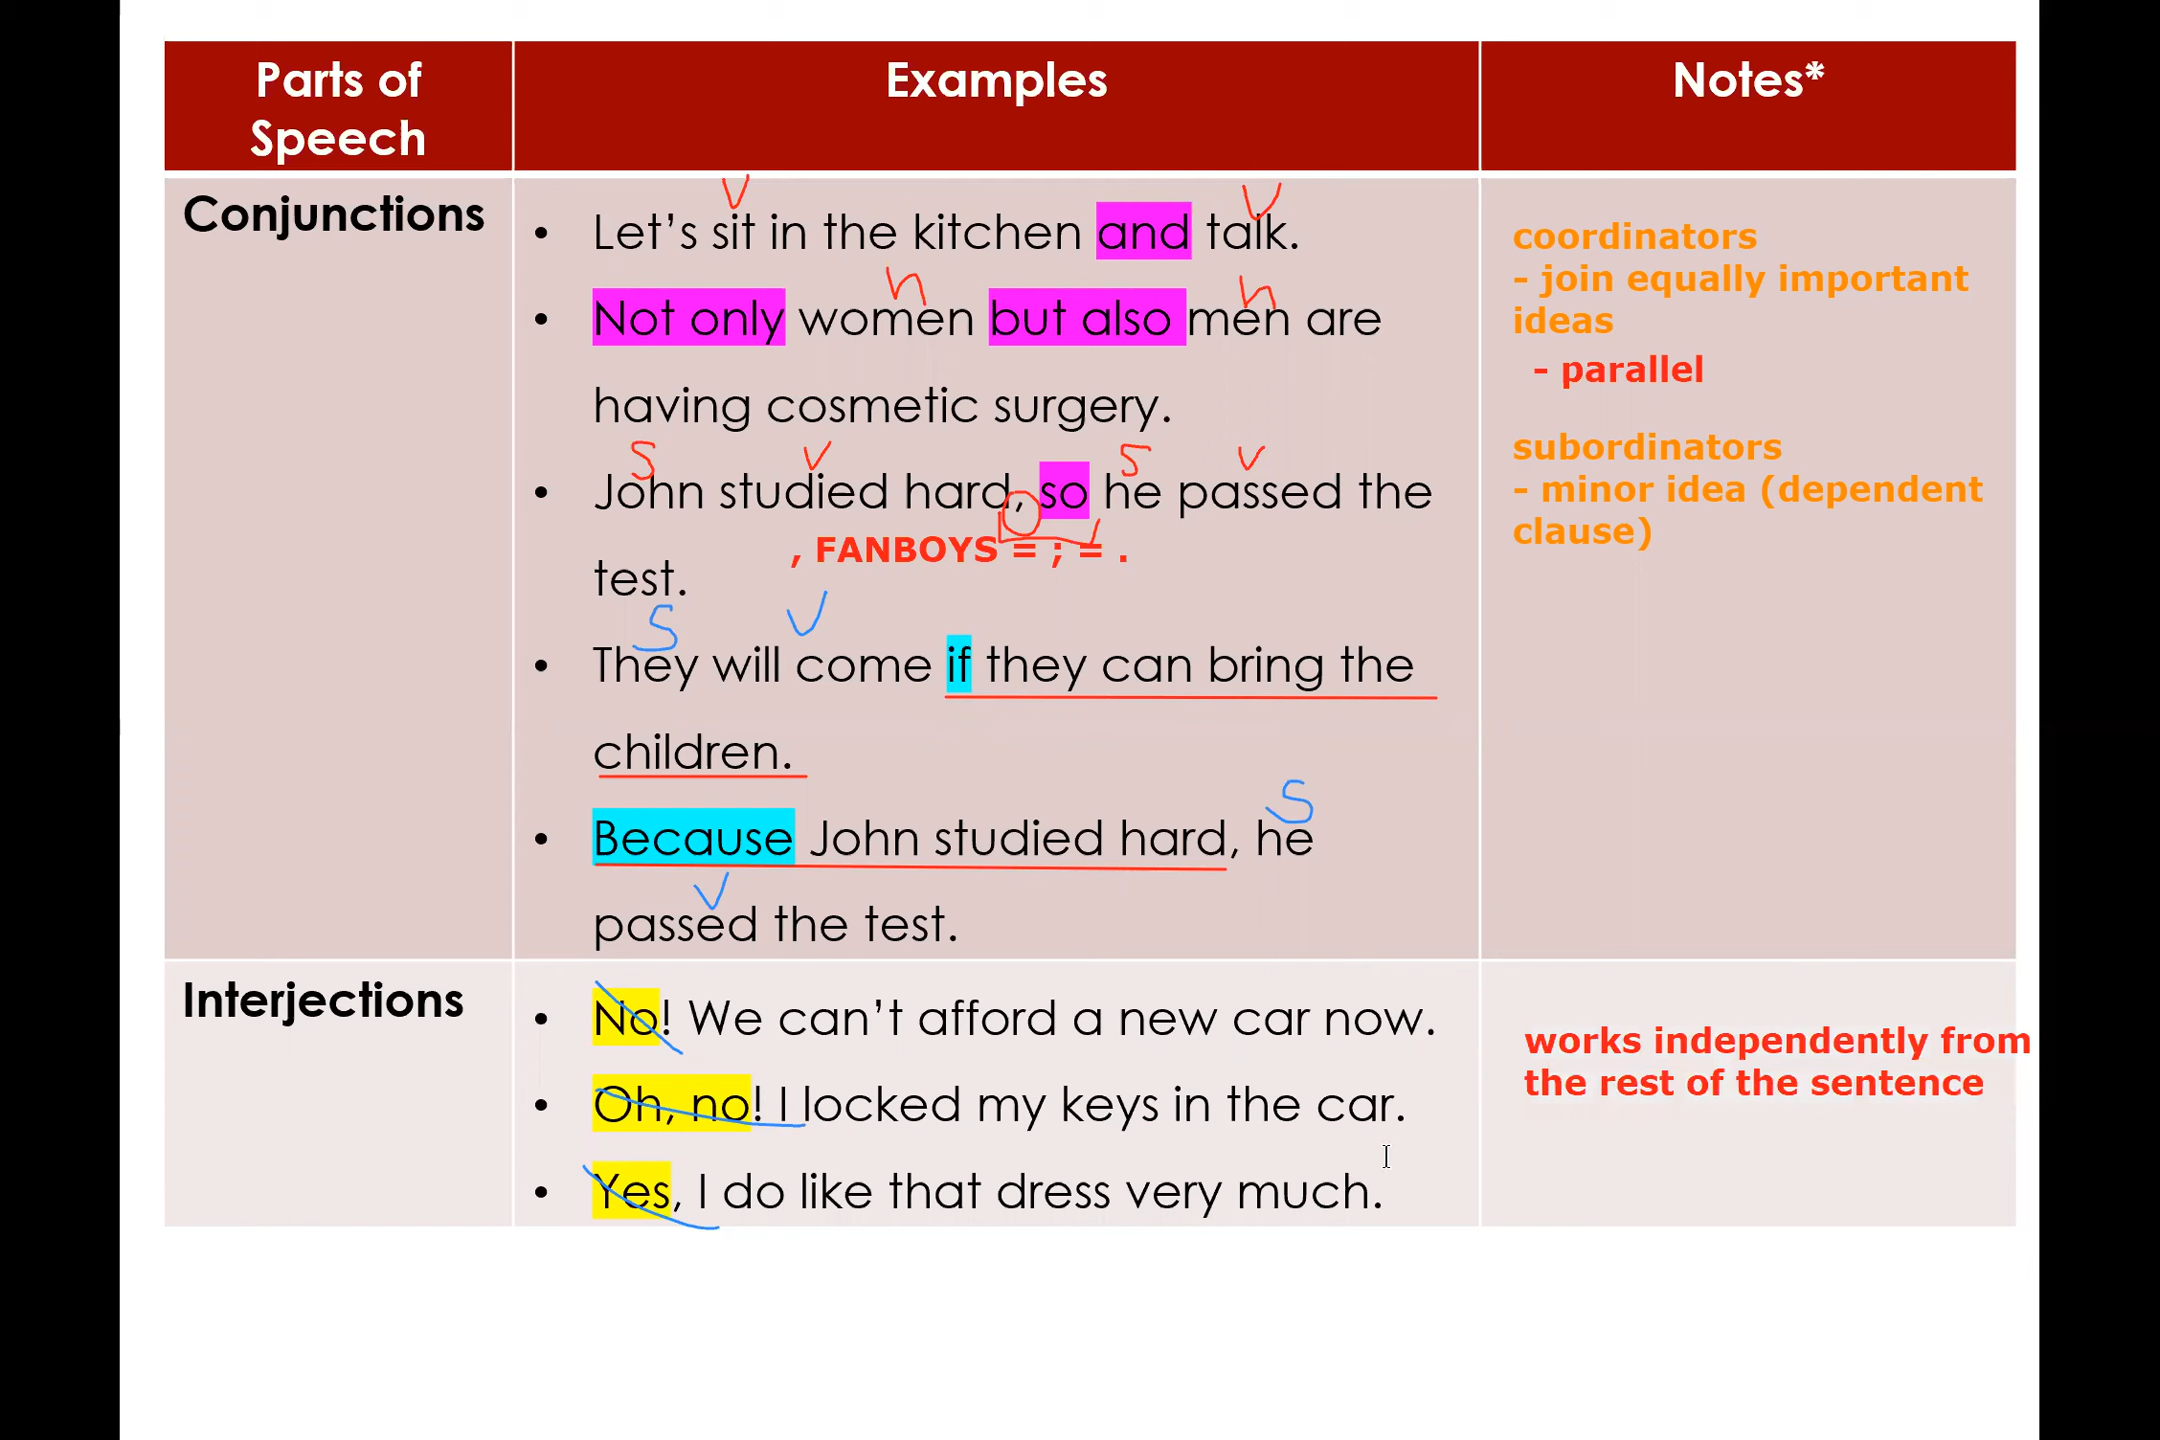 Parts of
Speech
Examples
Notes*
Conjunctions
v v
• Let’s sit in the kitchen and talk.
n n
• Not only women but also men are
having cosmetic surgery.
S v S v
• John studied hard, so he passed the
, FANBOYS = ; = .
test.
S v
• They will come if they can bring the
children.
S
• Because John studied hard, he
v
passed the test.
coordinators
- join equally important
ideas
- parallel
subordinators
- minor idea (dependent
clause)
Interjections
• No! We can’t afford a new car now.
• Oh, no! I locked my keys in the car.
• Yes, I do like that dress very much.
works independently from
the rest of the sentence